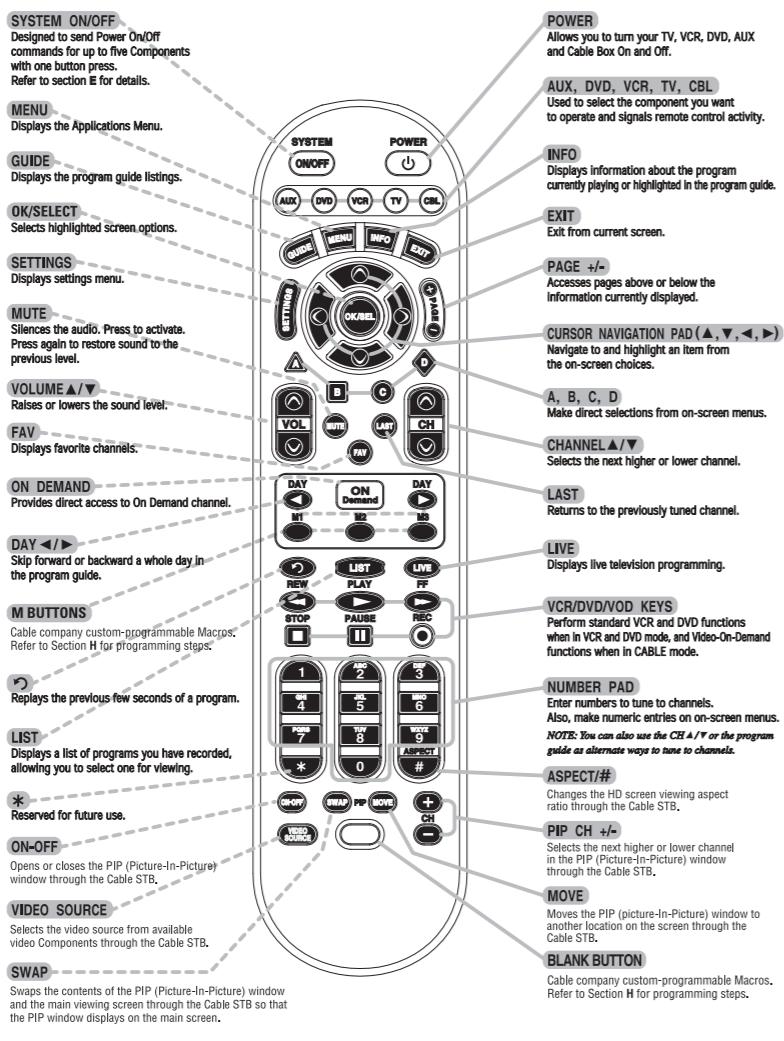 SYSTEM ON/OFF
Designed to send Power On/Off
commands for up to five Components
with one button press.
Refer to section E for details.
MENU
Displays the Applications Menu.
GUIDE
Displays the program guide listings.
OK/SELECT
Selects highlighted screen options.
SETTINGS
Displays settings menu.
MUTE
Silences the audio. Press to activate.
Press again to restore sound to the
previous level.
VOLUME▲/▼
Raises or lowers the sound level.
FAV
Displays favorite channels.
ON DEMAND
Provides direct access to On Demand channel.
DAY ◄/►
Skip forward or backward a whole day in
the program guide.
M BUTTONS
Cable company custom-programmable Macros.
Refer to Section H for programming steps.
Replays the previous few seconds of a program.
LIST
Displays a list of programs you have recorded,
allowing you to select one for viewing.
*
Reserved for future use.
ON-OFF
Opens or closes the PIP (Picture-In-Picture)
window through the Cable STB.
VIDEO SOURCE
Selects the video source from available
video Components through the Cable STB.
SWAP
Swaps the contents of the PIP (Picture-In-Picture) window
and the main viewing screen through the Cable STB so that
the PIP window displays on the main screen.
SYSTEM POWER
ON/OFF
AUX DVD VCR TV CBL
GUIDE MENU INFO EXIT
SETTINGS OK/SEL + PAGE -
A B C D
VOL MUTE LAST CH
FAV
DAY ON Demand DAY
M1 M2 M3
LIST LIVE
REW PLAY FF
STOP PAUSE REC
1 ABC 2 DEF 3
GHI 4 JKL 5 MNO 6
PQRS 7 TUV 8 WXYZ 9
ASPECT
* 0 #
ON-OFF SWAP PIP MOVE +
CH
VIDEO SOURCE -
POWER
Allows you to turn your TV, VCR, DVD, AUX
and Cable Box On and Off.
AUX, DVD, VCR, TV, CBL
Used to select the component you want
to operate and signals remote control activity.
INFO
Displays information about the program
currently playing or highlighted in the program guide.
EXIT
Exit from current screen.
PAGE +/-
Accesses pages above or below the
information currently displayed.
CURSOR NAVIGATION PAD (▲,▼,◄,►)
Navigate to and highlight an item from
the on-screen choices.
A, B, C, D
Make direct selections from on-screen menus.
CHANNEL▲/▼
Selects the next higher or lower channel.
LAST
Returns to the previously tuned channel.
LIVE
Displays live television programming.
VCR/DVD/VOD KEYS
Perform standard VCR and DVD functions
when in VCR and DVD mode, and Video-On-Demand
functions when in CABLE mode.
NUMBER PAD
Enter numbers to tune to channels.
Also, make numeric entries on on-screen menus.
NOTE: You can also use the CH ▲/▼ or the program
guide as alternate ways to tune to channels.
ASPECT/#
Changes the HD screen viewing aspect
ratio through the Cable STB.
PIP CH +/-
Selects the next higher or lower channel
in the PIP (Picture-In-Picture) window
through the Cable STB.
MOVE
Moves the PIP (picture-In-Picture) window to
another location on the screen through the
Cable STB.
BLANK BUTTON
Cable company custom-programmable Macros.
Refer to Section H for programming steps.